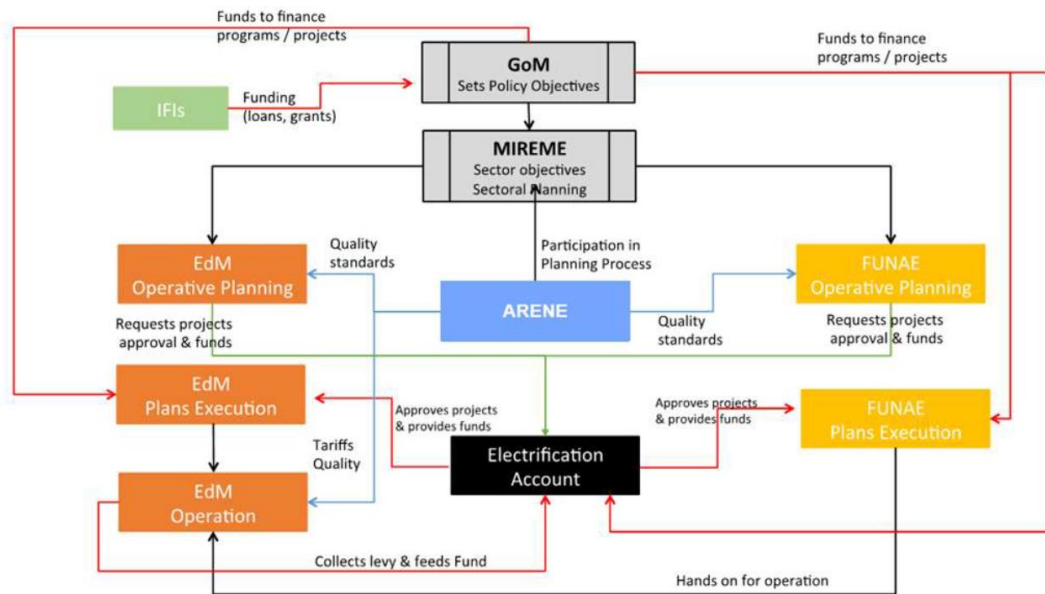 Funds to finance
programs / projects
GoM
Sets Policy Objectives
Funds to finance
programs / projects
IFIs
Funding
(loans, grants)
MIREME
Sector objectives
Sectoral Planning
EdM
Operative Planning
Quality
standards
Participation in
Planning Process
FUNAE
Operative Planning
ARENE
Requests projects
approval & funds
Quality
standards
Requests projects
approval & funds
EdM
Plans Execution
Approves projects
& provides funds
Approves projects
& provides funds
FUNAE
Plans Execution
Tariffs
Quality
Electrification
Account
EdM
Operation
Collects levy & feeds Fund
Hands on for operation